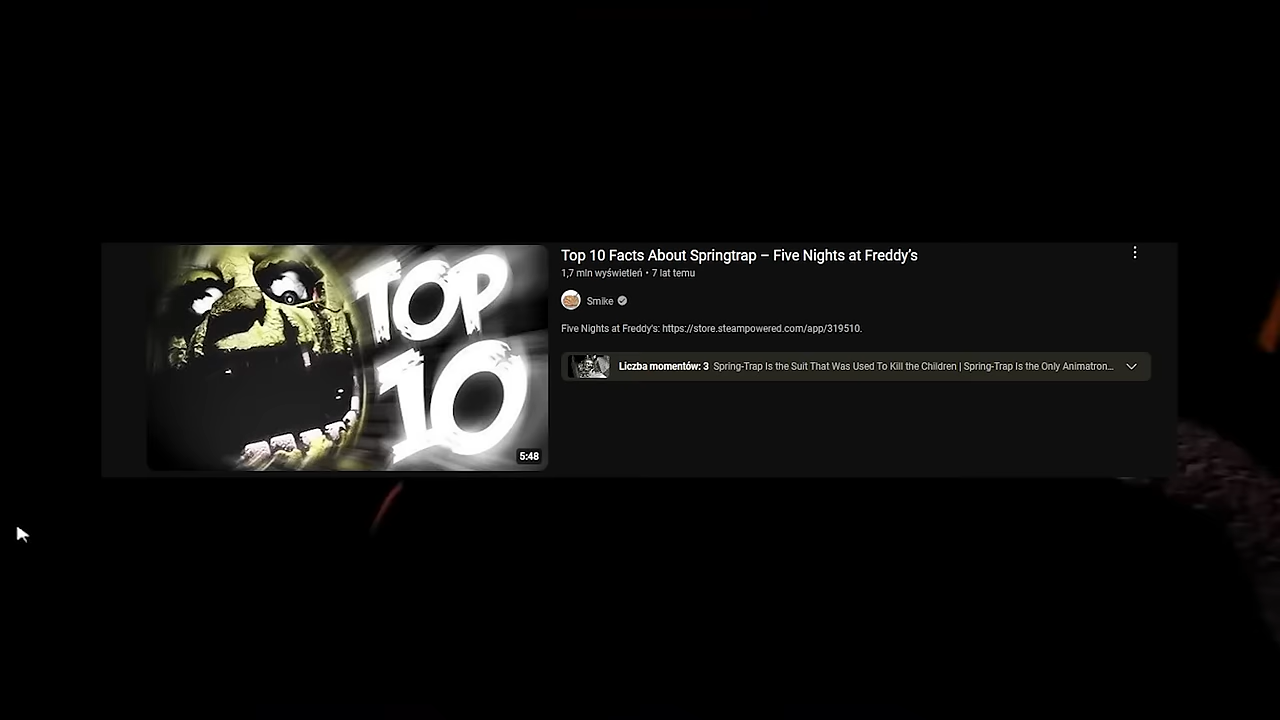 TOP
10
5:48
Top 10 Facts About Springtrap – Five Nights at Freddy's
1,7 mln wyświetleń • 7 lat temu
Smike
Five Nights at Freddy's: https://store.steampowered.com/app/319510.
Liczba momentów: 3 Spring-Trap Is the Suit That Was Used To Kill the Children | Spring-Trap Is the Only Animatron...